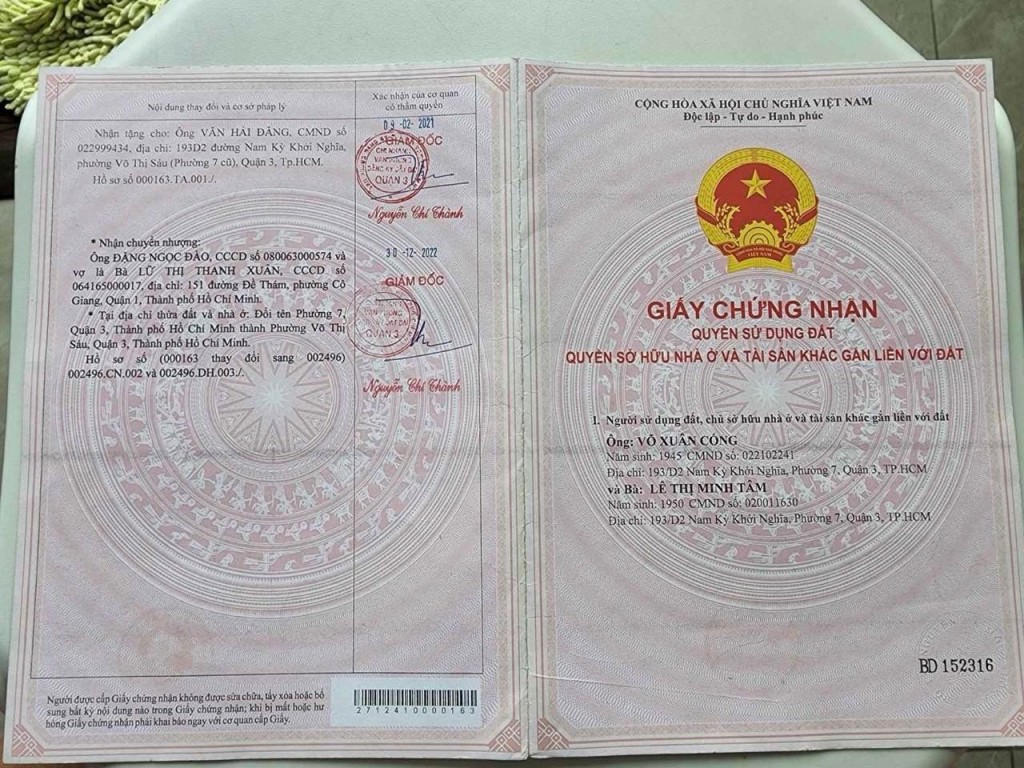 Nội dung thay đổi và cơ sở pháp lý
Xác nhận của cơ quan
có thẩm quyền
Nhận tặng cho: Ông VĂN HẢI ĐĂNG, CMND số
022999434, địa chỉ: 193D2 đường Nam Kỳ Khởi Nghĩa,
phường Võ Thị Sáu (Phường 7 cũ), Quận 3, Tp.HCM.
Hồ sơ số 000163.TA.001./.
09-02-2021
GIÁM ĐỐC
CHI NHÁNH
VĂN PHÒNG
ĐĂNG KÝ ĐẤT ĐAI
QUẬN 3
Nguyễn Chí Thành
* Nhận chuyển nhượng:
Ông ĐẶNG NGỌC ĐẢO, CCCD số 080063000574 và
vợ là Bà LỮ THỊ THANH XUÂN, CCCD số
064165000017, địa chỉ: 151 đường Đề Thám, phường Cô
Giang, Quận 1, Thành phố Hồ Chí Minh.
* Tại địa chỉ thửa đất và nhà ở: Đổi tên Phường 7,
Quận 3, Thành phố Hồ Chí Minh thành Phường Võ Thị
Sáu, Quận 3, Thành phố Hồ Chí Minh.
Hồ sơ số (000163 thay đổi sang 002496)
002496.CN.002 và 002496.DH.003./.
30-12-2022
GIÁM ĐỐC
QUẬN 3
Nguyễn Chí Thành
Người được cấp Giấy chứng nhận không được sửa chữa, tẩy xóa hoặc bổ
sung bất kỳ nội dung nào trong Giấy chứng nhận; khi bị mất hoặc hư
hỏng Giấy chứng nhận phải khai báo ngay với cơ quan cấp Giấy.
2712410000163
CỘNG HÒA XÃ HỘI CHỦ NGHĨA VIỆT NAM
Độc lập - Tự do - Hạnh phúc
VIỆT NAM
GIẤY CHỨNG NHẬN
QUYỀN SỬ DỤNG ĐẤT
QUYỀN SỞ HỮU NHÀ Ở VÀ TÀI SẢN KHÁC GẮN LIỀN VỚI ĐẤT
1. Người sử dụng đất, chủ sở hữu nhà ở và tài sản khác gắn liền với đất
Ông: VÕ XUÂN CÔNG
Năm sinh: 1945 CMND số: 022102241
Địa chỉ: 193/D2 Nam Kỳ Khởi Nghĩa, Phường 7, Quận 3, TP.HCM
và Bà: LÊ THỊ MINH TÂM
Năm sinh: 1950 CMND số: 020011630
Địa chỉ: 193/D2 Nam Kỳ Khởi Nghĩa, Phường 7, Quận 3, TP.HCM
BD 152316